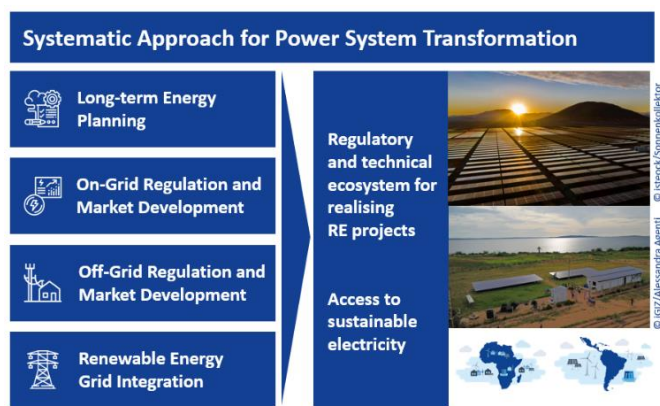 Systematic Approach for Power System Transformation
Long-term Energy
Planning
On-Grid Regulation and
Market Development
Off-Grid Regulation and
Market Development
Renewable Energy
Grid Integration
Regulatory
and technical
ecosystem for
realising
RE projects
Access to
sustainable
electricity
© istock/Sonnenkollektor
Alessandra Agenti